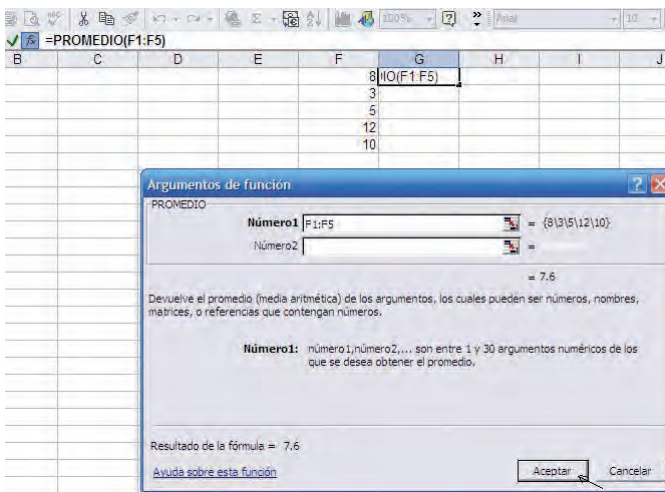 100% Arial 10
=PROMEDIO(F1:F5)
B C D E F G H I J
8 IO(F1:F5)
3
5
12
10
Argumentos de función
PROMEDIO
Número1 F1:F5 = {8\3\5\12\10}
Número2 =
= 7.6
Devuelve el promedio (media aritmética) de los argumentos, los cuales pueden ser números, nombres,
matrices, o referencias que contengan números.
Número1: número1,número2,... son entre 1 y 30 argumentos numéricos de los
que se desea obtener el promedio.
Resultado de la fórmula = 7.6
Ayuda sobre esta función Aceptar Cancelar